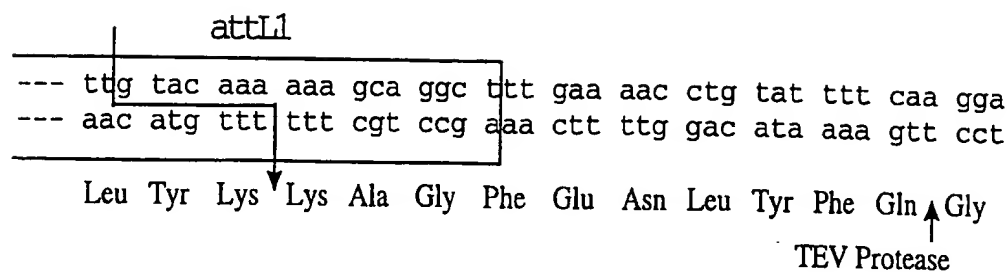 attL1
--- ttg tac aaa aaa gca ggc ttt gaa aac ctg tat ttt caa gga
--- aac atg ttt ttt cgt ccg aaa ctt ttg gac ata aaa gtt cct
Leu Tyr Lys Lys Ala Gly Phe Glu Asn Leu Tyr Phe Gln Gly
TEV Protease